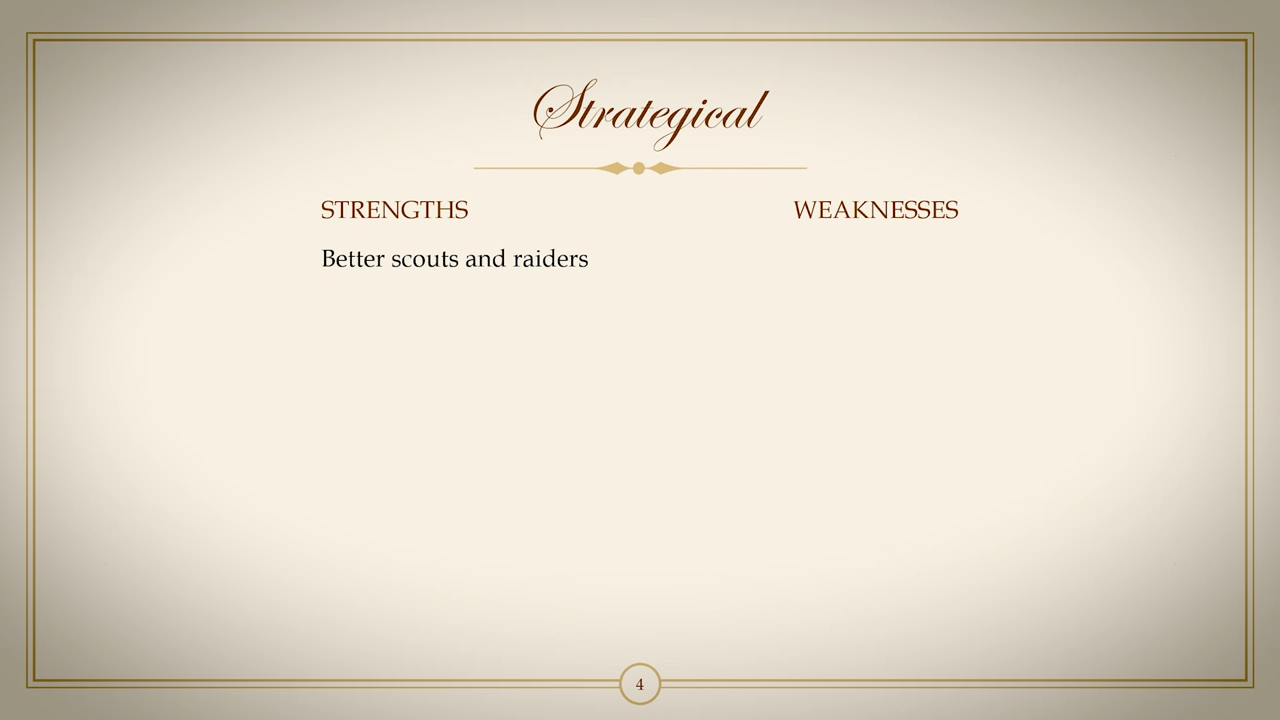 Strategical
STRENGTHS
WEAKNESSES
Better scouts and raiders
4